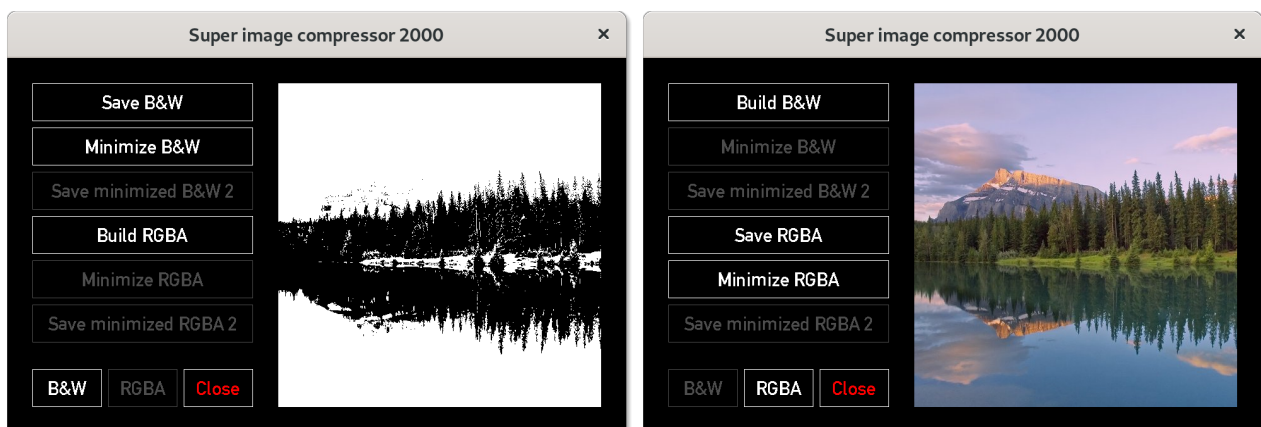 Super image compressor 2000 ×
Save B&W
Minimize B&W
Save minimized B&W 2
Build RGBA
Minimize RGBA
Save minimized RGBA 2
B&W RGBA Close
Super image compressor 2000 ×
Build B&W
Minimize B&W
Save minimized B&W 2
Save RGBA
Minimize RGBA
Save minimized RGBA 2
B&W RGBA Close